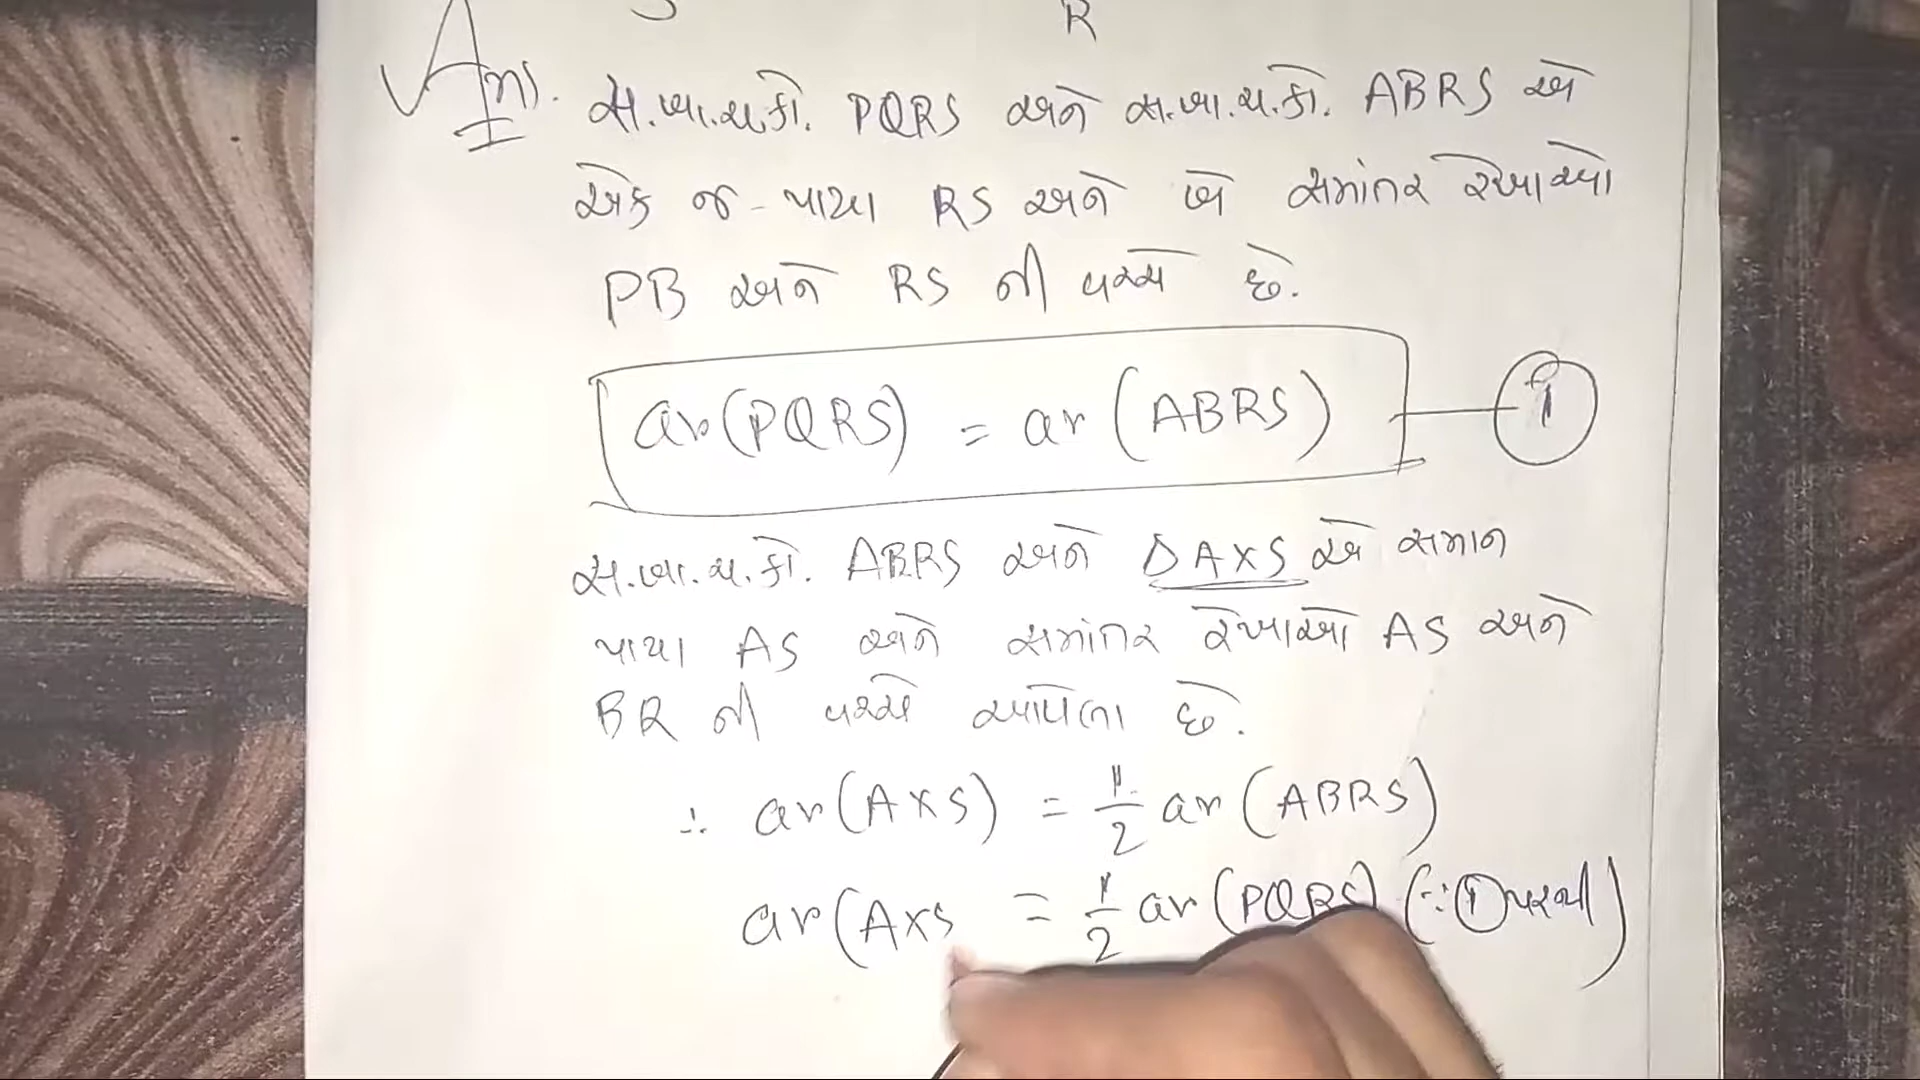 R
Ans. સ.બા.ચ.કો. PQRS અને સ.બા.ચ.કો. ABRS એ
એક જ પાયા RS અને બે સમાંતર રેખાઓ
PB અને RS ની વચ્ચે છે.
ar(PQRS) = ar(ABRS) — ①
સ.બા.ચ.કો. ABRS અને ΔAXS એ સમાન
પાયા AS અને સમાંતર રેખાઓ AS અને
BR ની વચ્ચે આવેલા છે.
∴ ar(AXS) = 1/2 ar(ABRS)
ar(AXS = 1/2 ar(PQRS) (∵ ① પરથી)